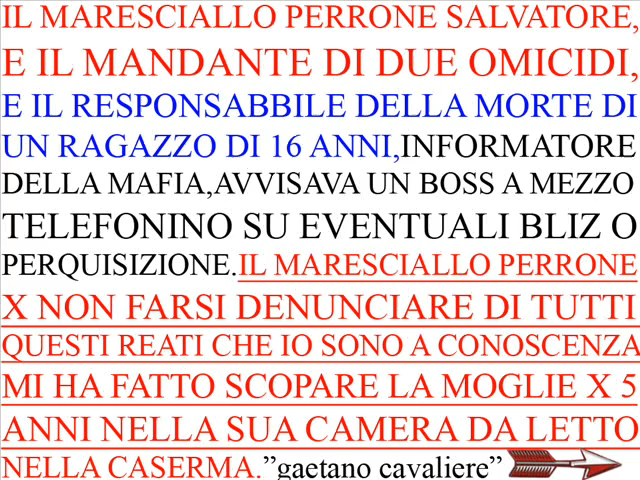 IL MARESCIALLO PERRONE SALVATORE,
E IL MANDANTE DI DUE OMICIDI,
E IL RESPONSABBILE DELLA MORTE DI
UN RAGAZZO DI 16 ANNI,INFORMATORE
DELLA MAFIA,AVVISAVA UN BOSS A MEZZO
TELEFONINO SU EVENTUALI BLIZ O
PERQUISIZIONE.IL MARESCIALLO PERRONE
X NON FARSI DENUNCIARE DI TUTTI
QUESTI REATI CHE IO SONO A CONOSCENZA
MI HA FATTO SCOPARE LA MOGLIE X 5
ANNI NELLA SUA CAMERA DA LETTO
NELLA CASERMA.”gaetano cavaliere”